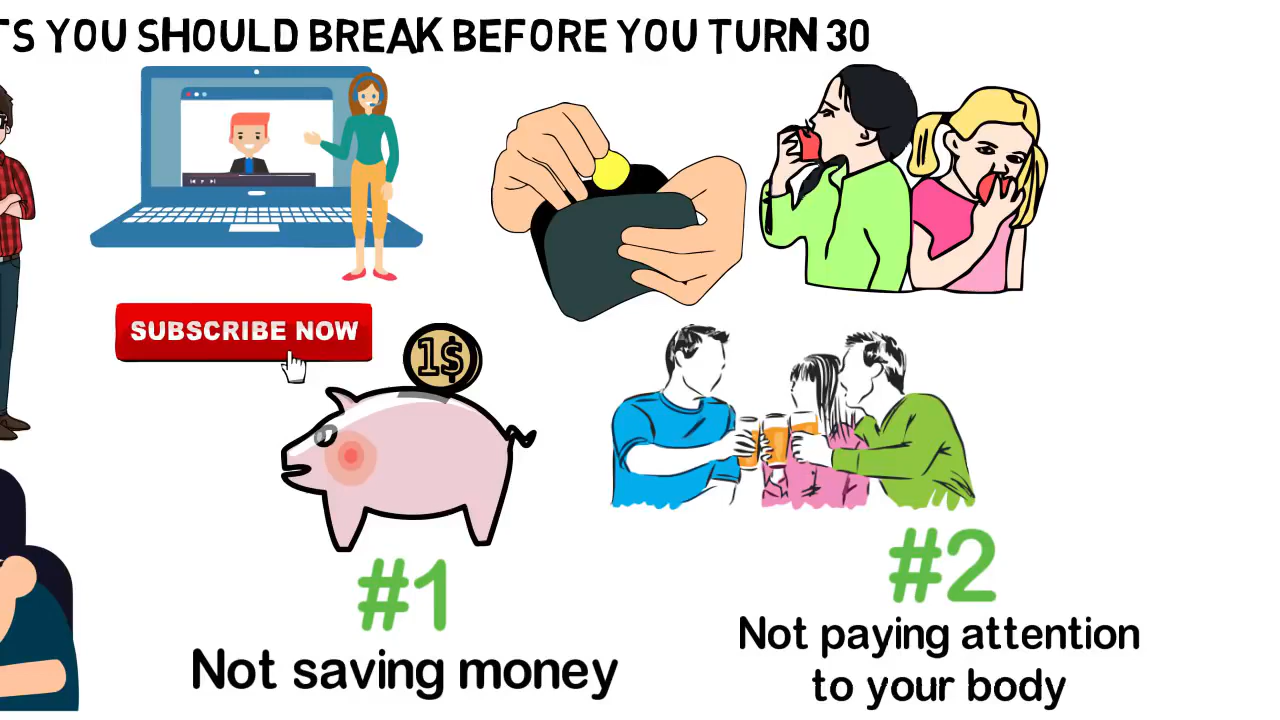 YOU SHOULD BREAK BEFORE YOU TURN 30
SUBSCRIBE NOW
1$
#1
Not saving money
#2
Not paying attention
to your body